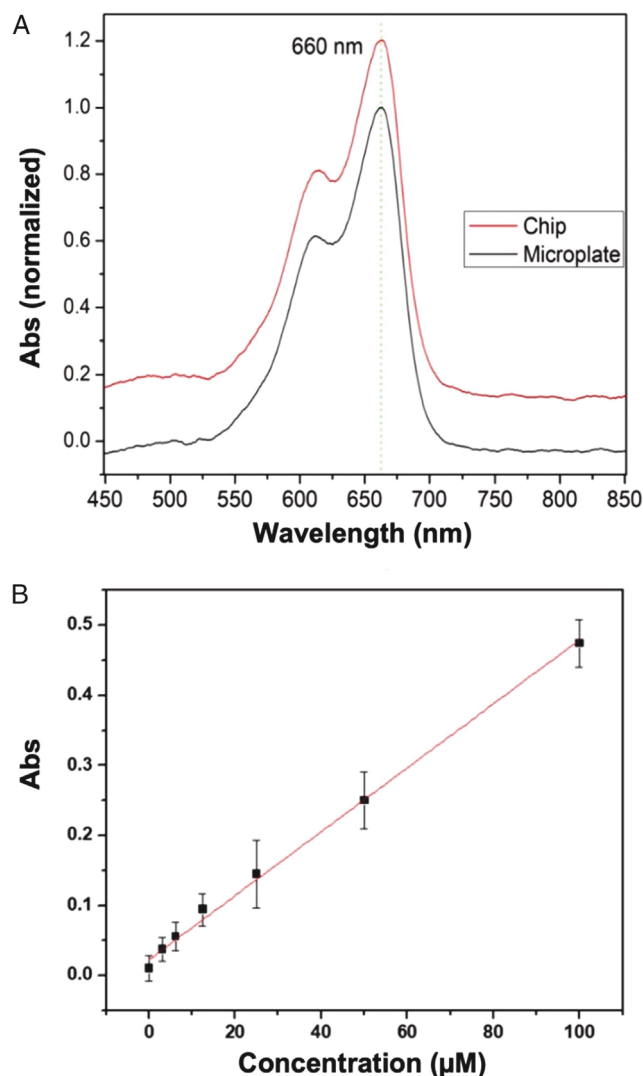 A
660 nm
Chip
Microplate
Abs (normalized)
1.2
1.0
0.8
0.6
0.4
0.2
0.0
450 500 550 600 650 700 750 800 850
Wavelength (nm)
B
Abs
0.5
0.4
0.3
0.2
0.1
0.0
0 20 40 60 80 100
Concentration (µM)